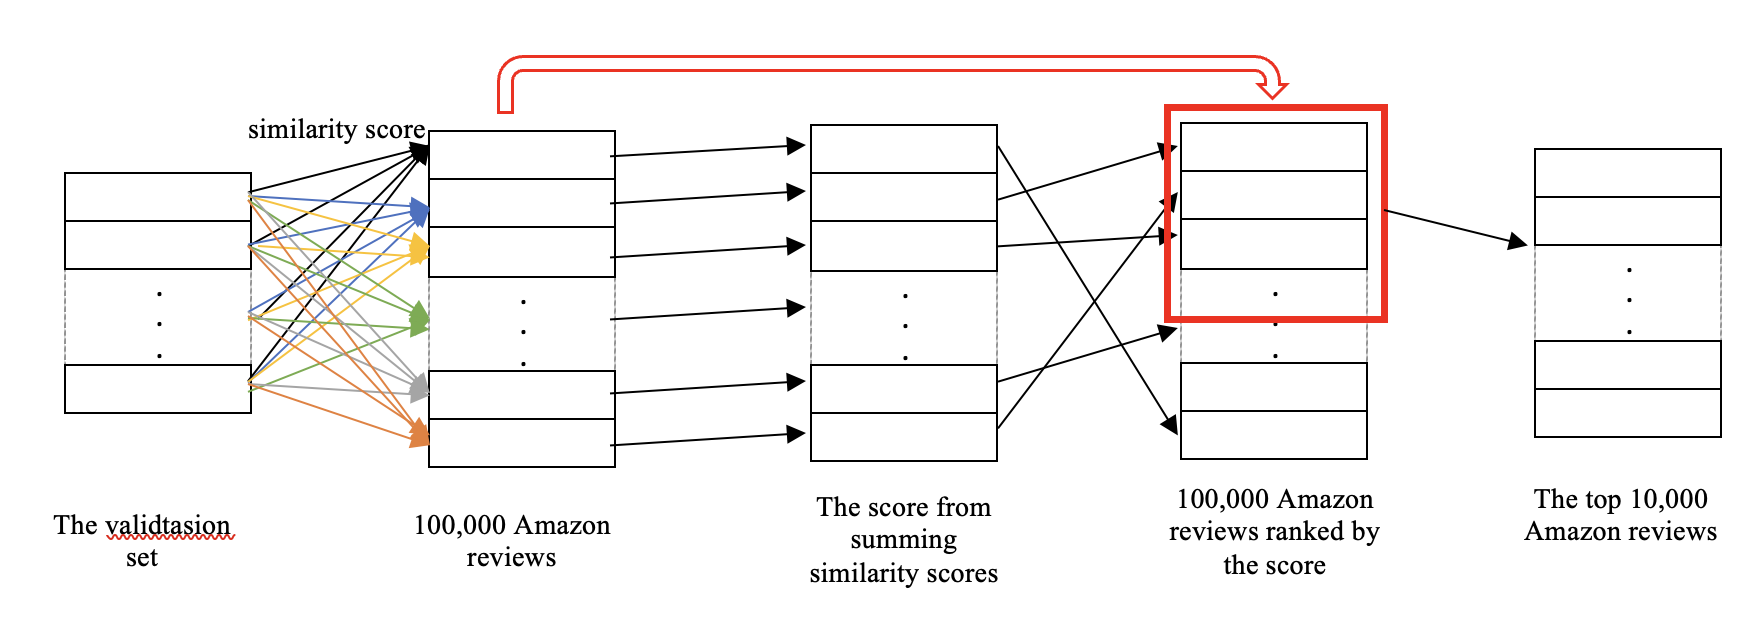 similarity score
The validtasion
set
100,000 Amazon
reviews
The score from
summing
similarity scores
100,000 Amazon
reviews ranked by
the score
The top 10,000
Amazon reviews